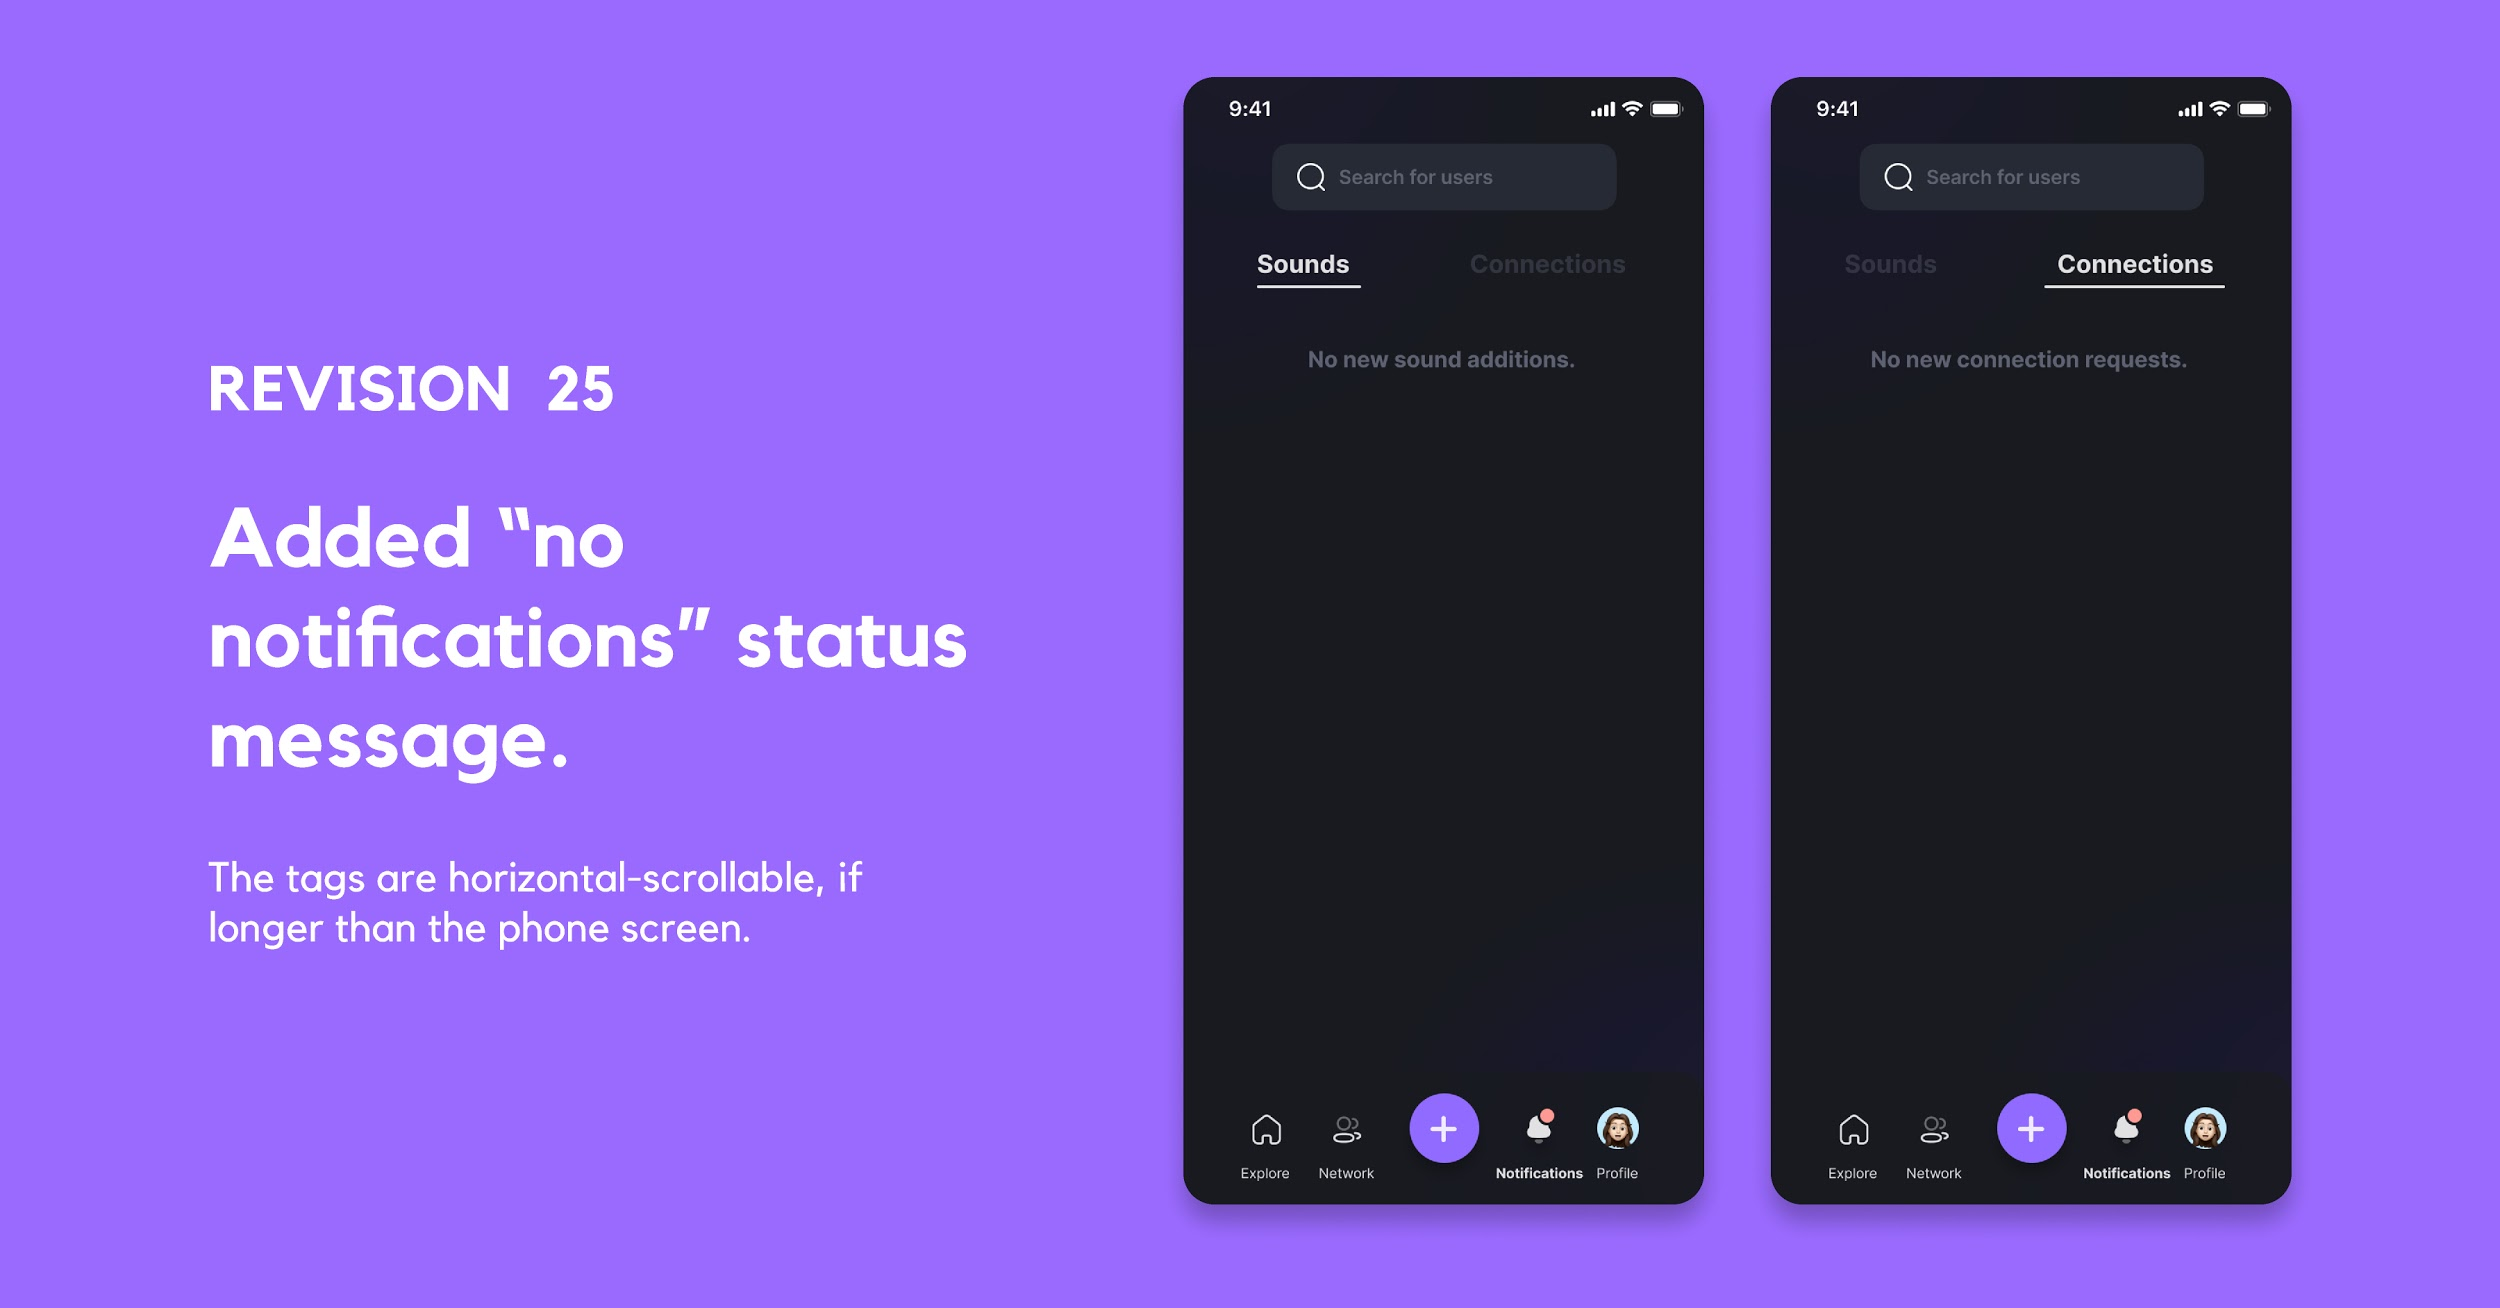 REVISION 25
Added “no
notifications” status
message.
The tags are horizontal-scrollable, if
longer than the phone screen.
9:41
Search for users
Sounds Connections
No new sound additions.
Explore Network Notifications Profile
9:41
Search for users
Sounds Connections
No new connection requests.
Explore Network Notifications Profile